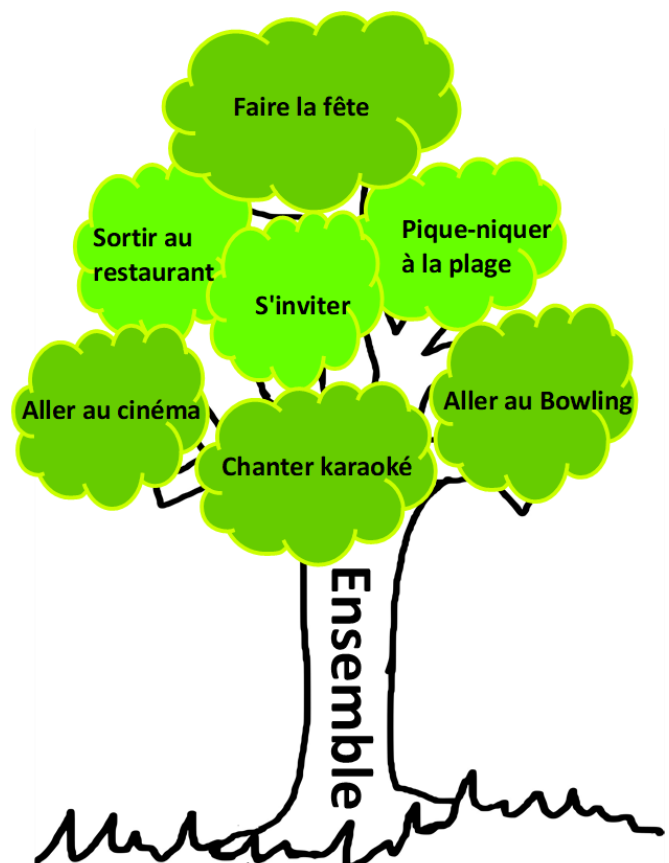 Faire la fête
Sortir au
restaurant
Pique-niquer
à la plage
S'inviter
Aller au cinéma
Aller au Bowling
Chanter karaoké
Ensemble